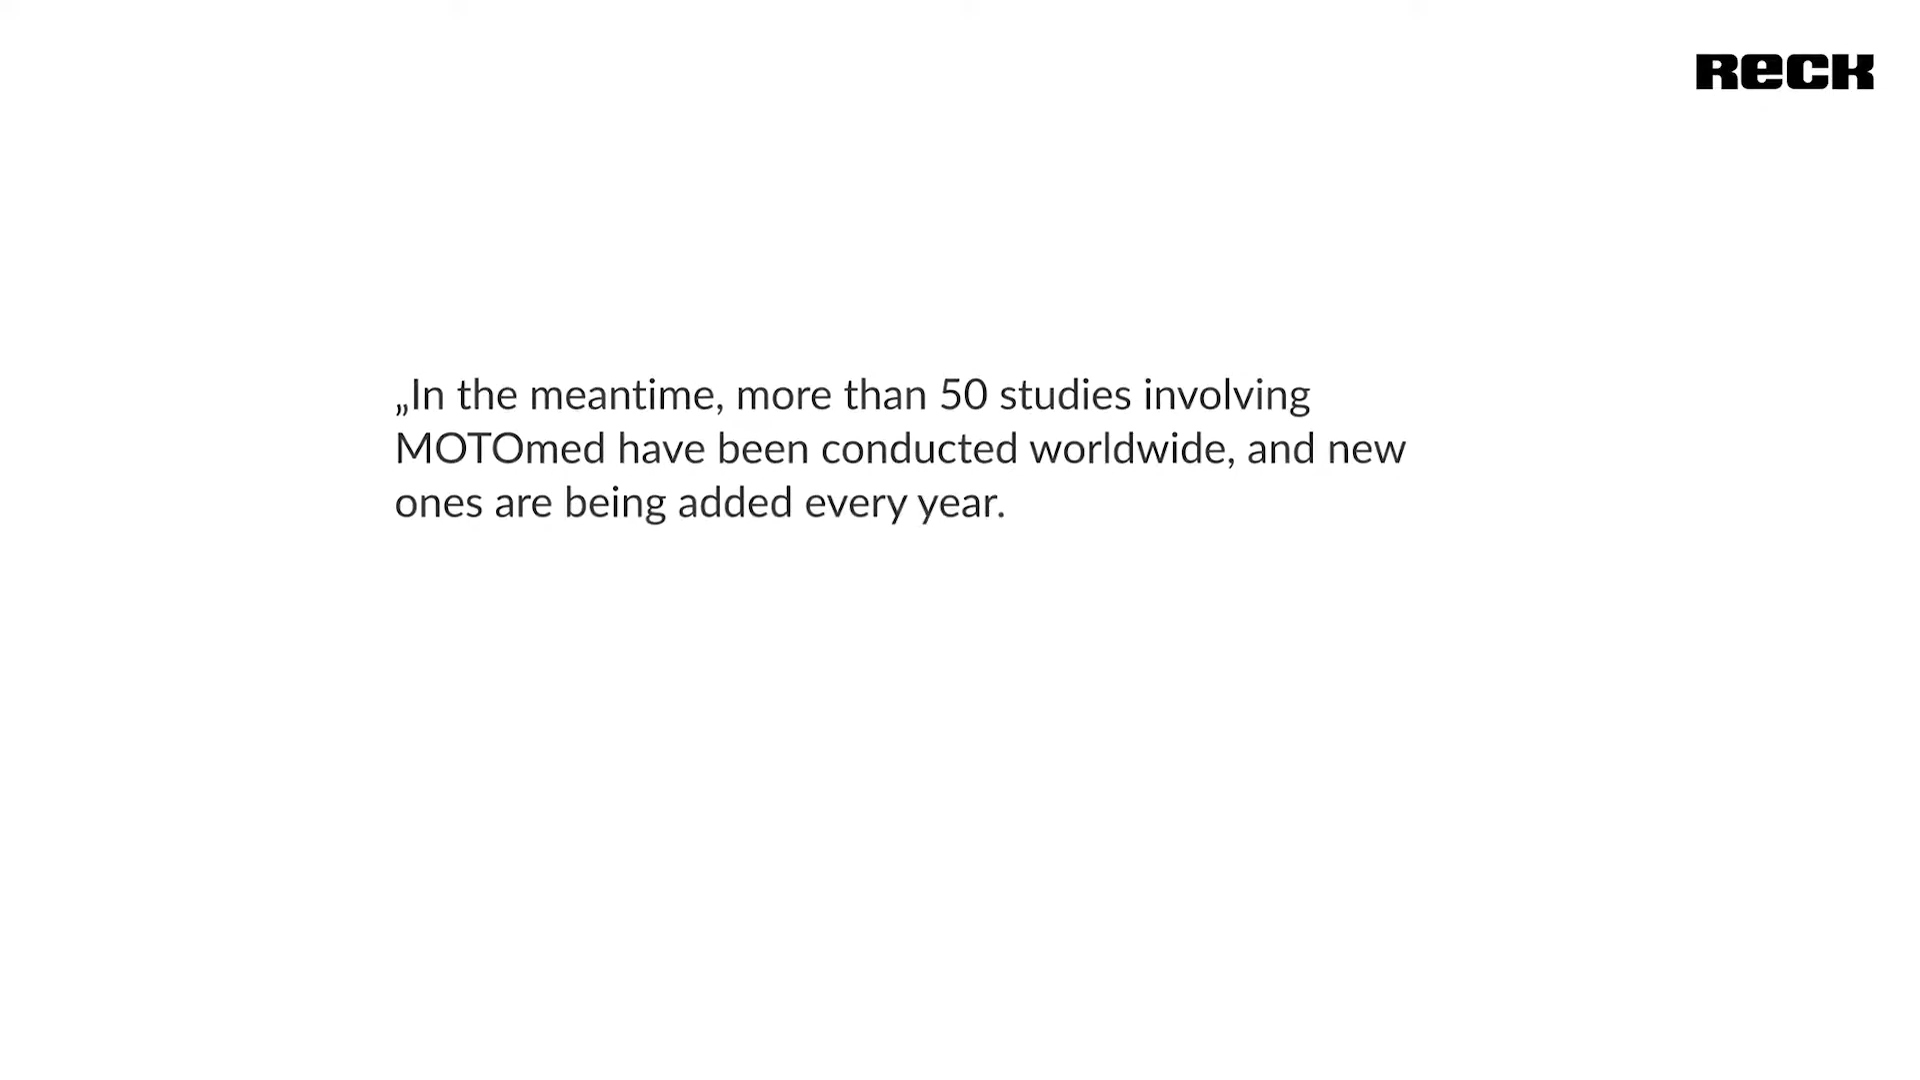 RECK
„In the meantime, more than 50 studies involving
MOTOmed have been conducted worldwide, and new
ones are being added every year.